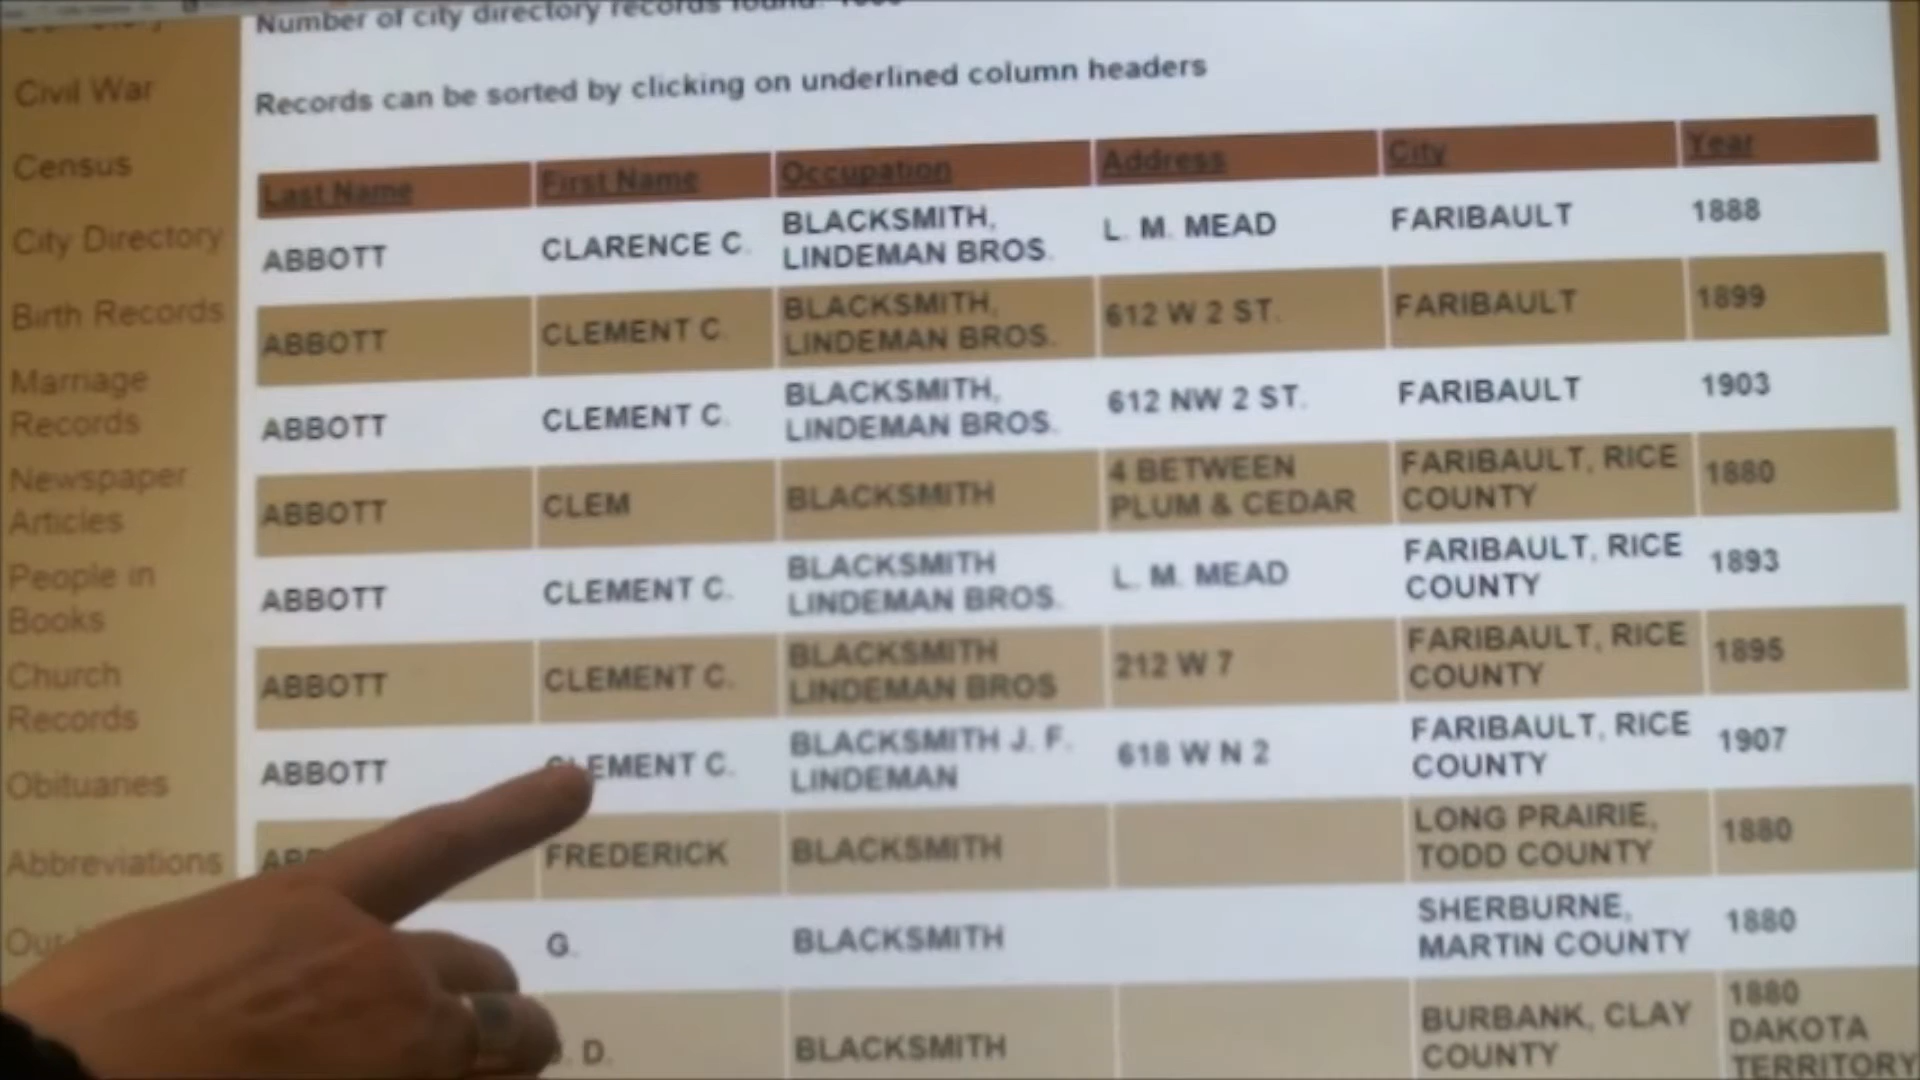 Number of city directory records found:
Records can be sorted by clicking on underlined column headers
Civil War
Census
City Directory
Birth Records
Marriage
Records
Newspaper
Articles
People in
Books
Church
Records
Obituaries
Abbreviations
Last Name First Name Occupation Address City Year
ABBOTT CLARENCE C. BLACKSMITH, LINDEMAN BROS. L. M. MEAD FARIBAULT 1888
ABBOTT CLEMENT C. BLACKSMITH, LINDEMAN BROS. 612 W 2 ST. FARIBAULT 1899
ABBOTT CLEMENT C. BLACKSMITH, LINDEMAN BROS. 612 NW 2 ST. FARIBAULT 1903
ABBOTT CLEM BLACKSMITH 4 BETWEEN PLUM & CEDAR FARIBAULT, RICE COUNTY 1880
ABBOTT CLEMENT C. BLACKSMITH LINDEMAN BROS. L. M. MEAD FARIBAULT, RICE COUNTY 1893
ABBOTT CLEMENT C. BLACKSMITH LINDEMAN BROS 212 W 7 FARIBAULT, RICE COUNTY 1895
ABBOTT CLEMENT C. BLACKSMITH J. F. LINDEMAN 618 W N 2 FARIBAULT, RICE COUNTY 1907
FREDERICK BLACKSMITH LONG PRAIRIE, TODD COUNTY 1880
G. BLACKSMITH SHERBURNE, MARTIN COUNTY 1880
D. BLACKSMITH BURBANK, CLAY COUNTY 1880 DAKOTA TERRITORY